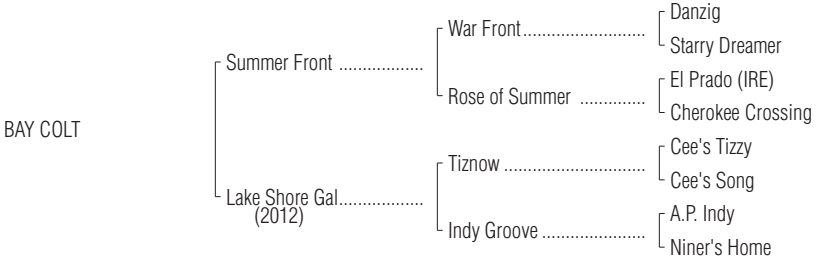 Danzig
War Front..........................
Starry Dreamer
Summer Front ..................
El Prado (IRE)
Rose of Summer ..............
Cherokee Crossing
BAY COLT
Cee's Tizzy
Tiznow ..............................
Cee's Song
Lake Shore Gal..................
(2012)
A.P. Indy
Indy Groove ......................
Niner's Home